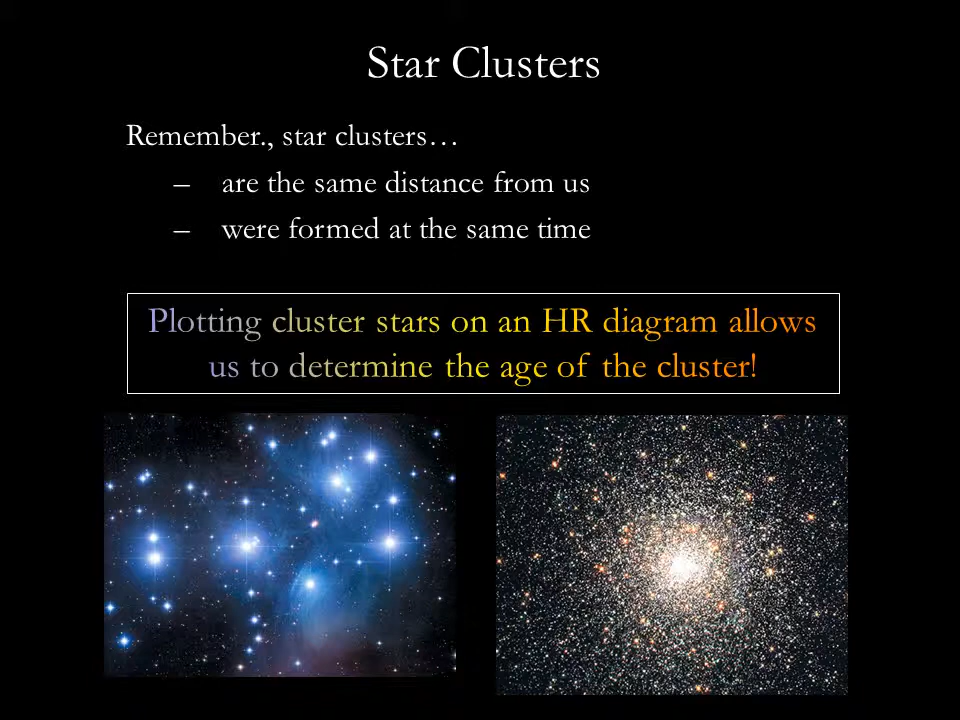 Star Clusters
Remember., star clusters…
– are the same distance from us
– were formed at the same time
Plotting cluster stars on an HR diagram allows
us to determine the age of the cluster!